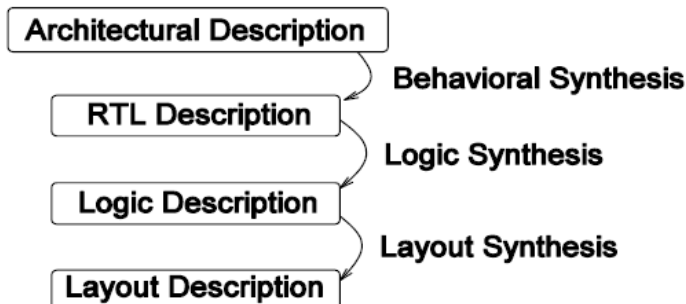 Architectural Description
Behavioral Synthesis
RTL Description
Logic Synthesis
Logic Description
Layout Synthesis
Layout Description